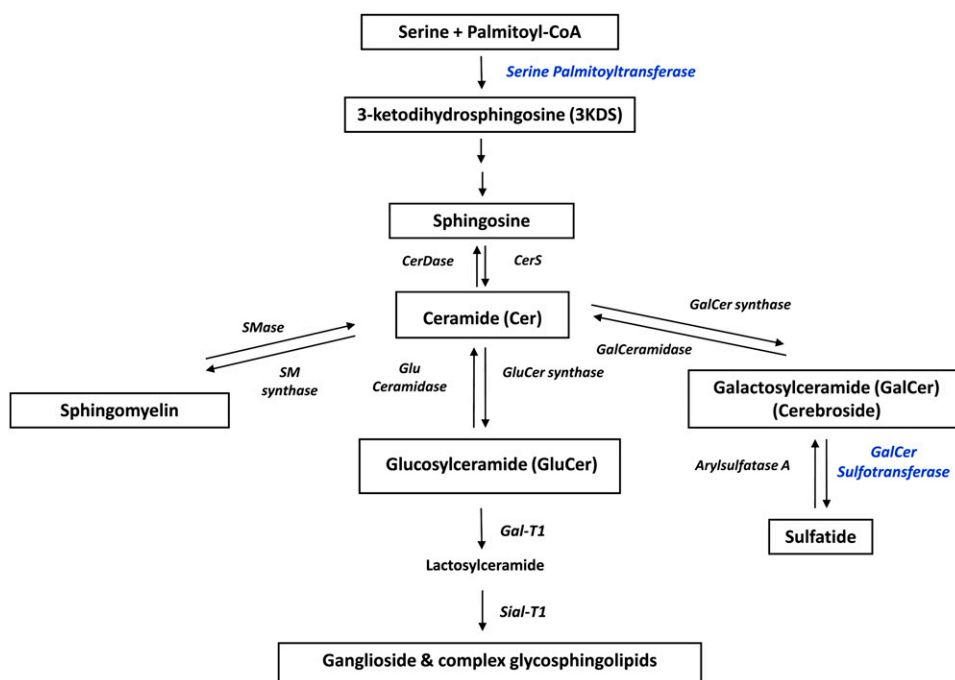 Serine + Palmitoyl-CoA
Serine Palmitoyltransferase
3-ketodihydrosphingosine (3KDS)
Sphingosine
CerDase
CerS
Ceramide (Cer)
GalCer synthase
SMase
GalCeramidase
SM
synthase
Glu
Ceramidase
GluCer synthase
Sphingomyelin
Galactosylceramide (GalCer)
(Cerebroside)
Glucosylceramide (GluCer)
Arylsulfatase A
GalCer
Sulfotransferase
Gal-T1
Sulfatide
Lactosylceramide
Sial-T1
Ganglioside & complex glycosphingolipids